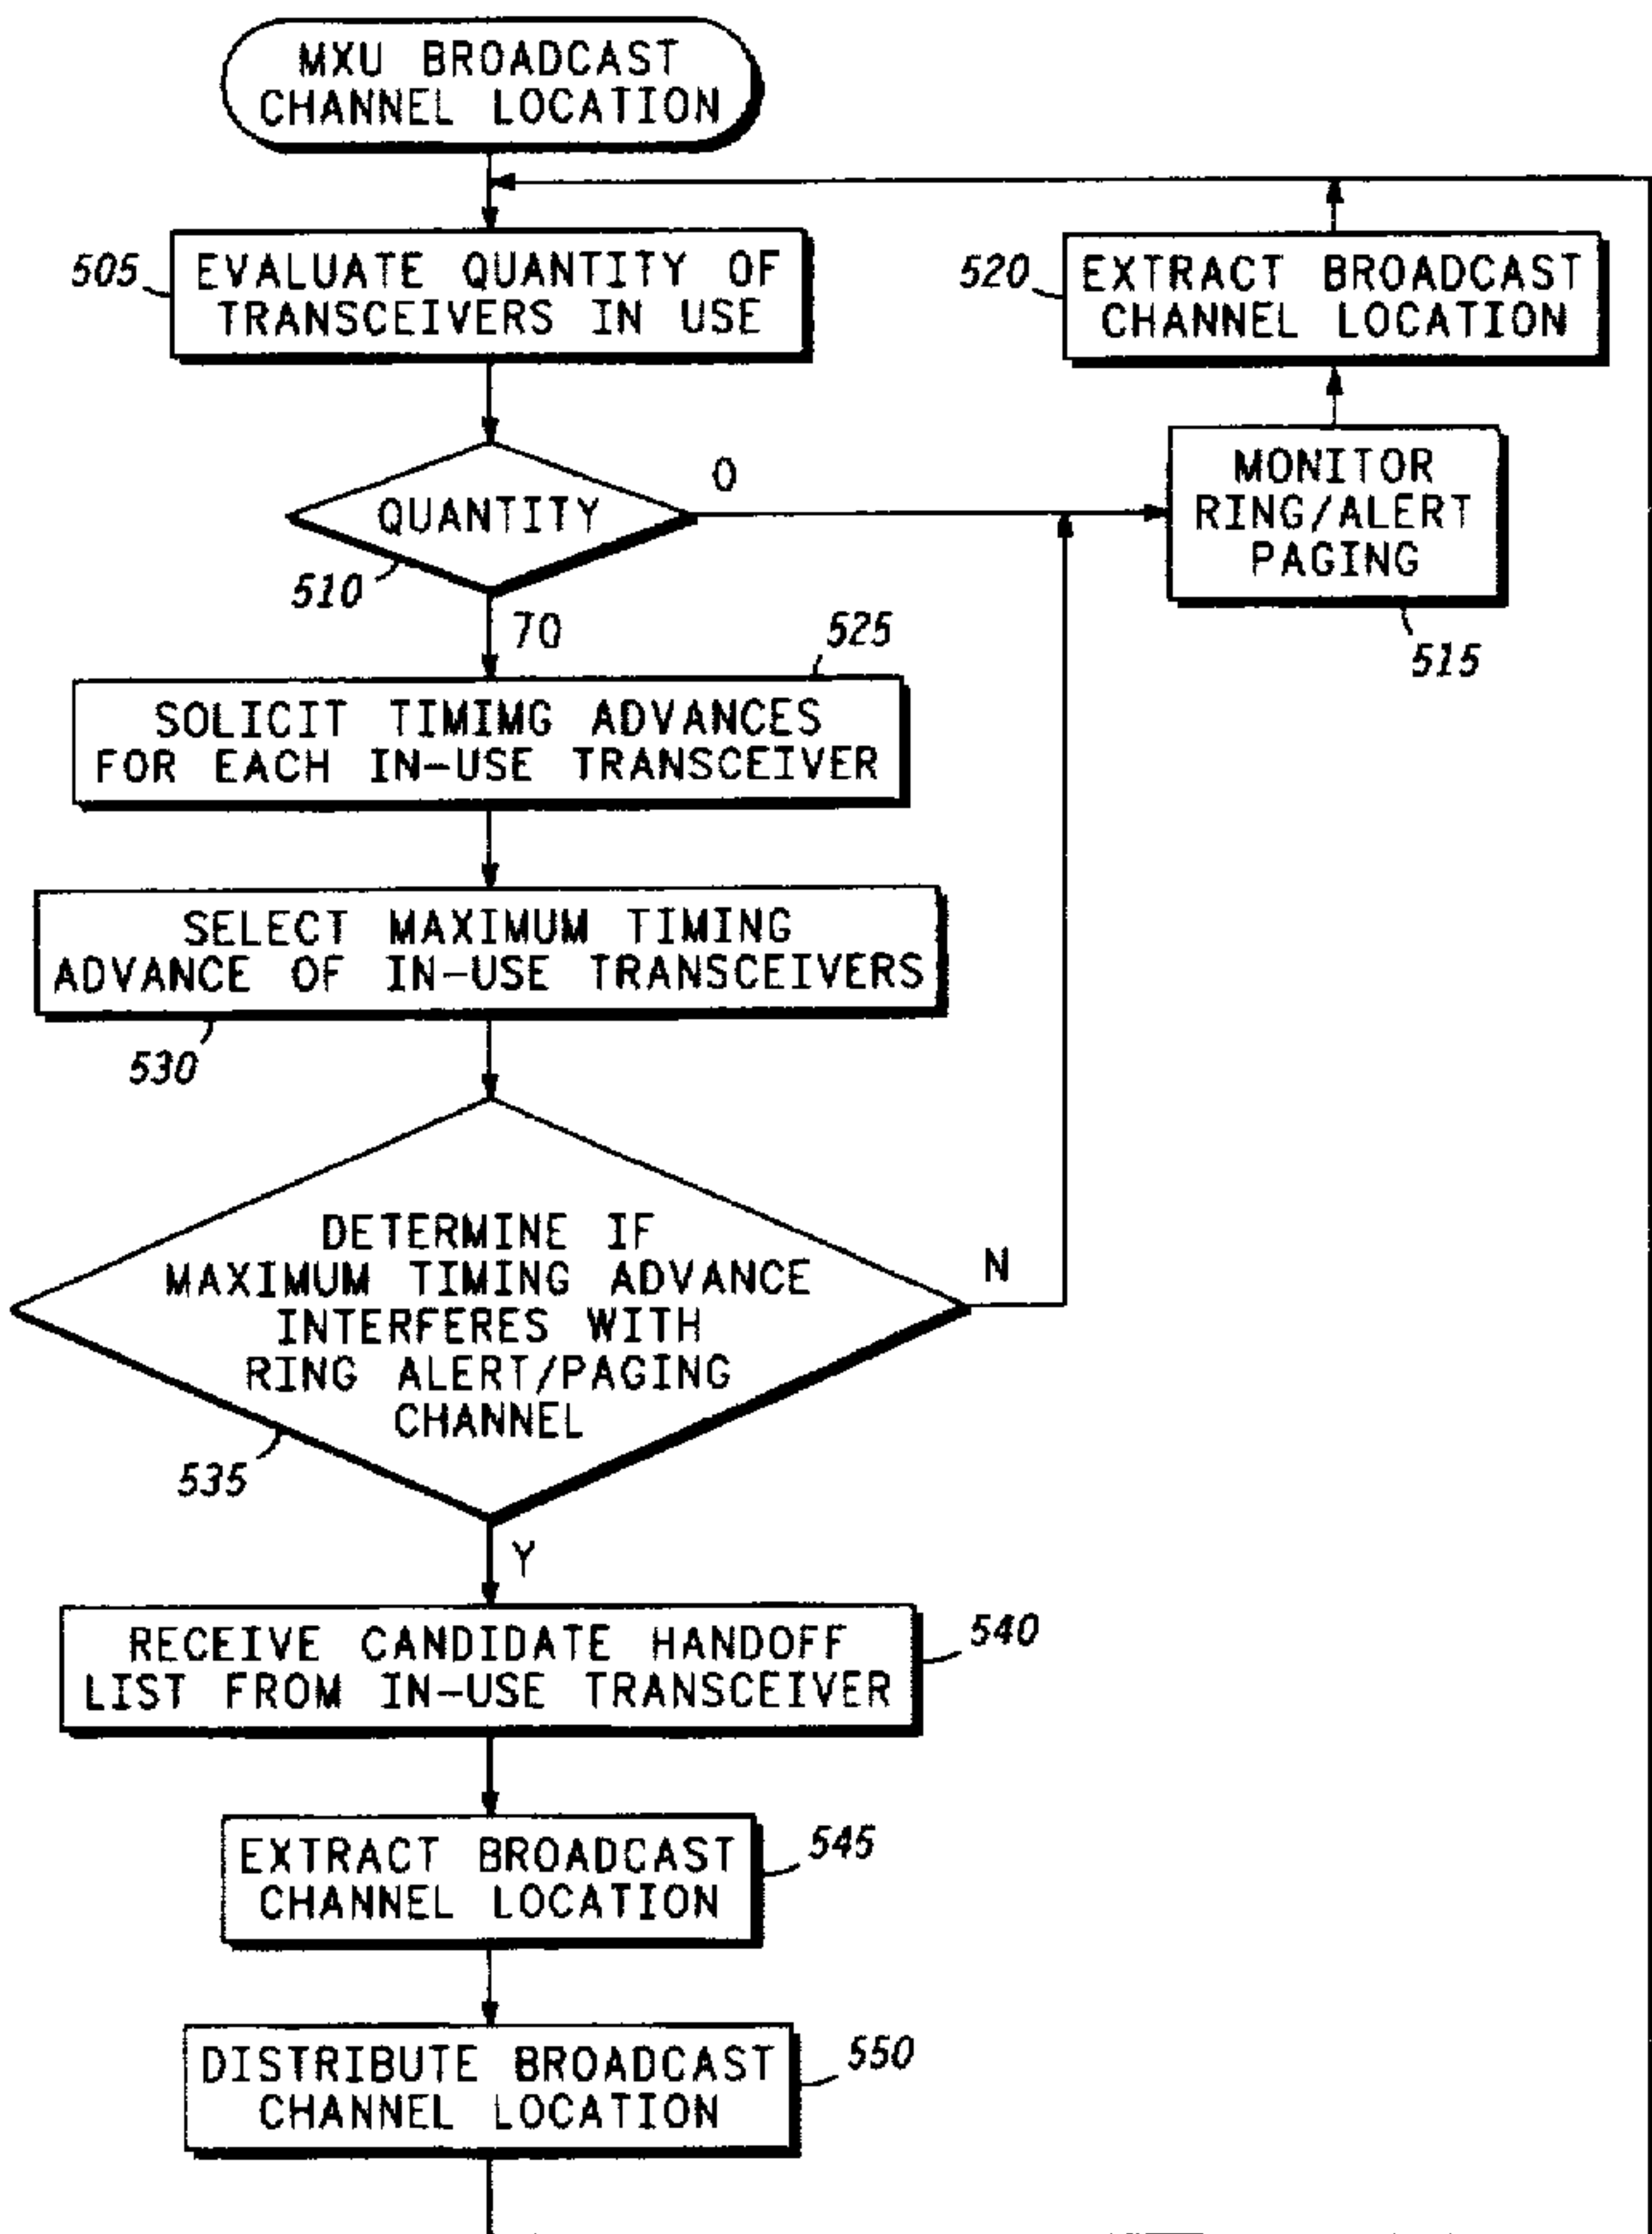 MXU BROADCAST
CHANNEL LOCATION
505
EVALUATE QUANTITY OF
TRANSCEIVERS IN USE
520
EXTRACT BROADCAST
CHANNEL LOCATION
QUANTITY
O
510
70
MONITOR
RING/ALERT
PAGING
515
525
SOLICIT TIMIMG ADVANCES
FOR EACH IN-USE TRANSCEIVER
SELECT MAXIMUM TIMING
ADVANCE OF IN-USE TRANSCEIVERS
530
DETERMINE IF
MAXIMUM TIMING ADVANCE
INTERFERES WITH
RING ALERT/PAGING
CHANNEL
N
535
Y
RECEIVE CANDIDATE HANDOFF
LIST FROM IN-USE TRANSCEIVER
540
EXTRACT BROADCAST
CHANNEL LOCATION
545
DISTRIBUTE BROADCAST
CHANNEL LOCATION
550